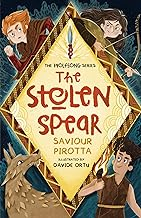 THE WOLFSONG SERIES
THE
STOLEN
SPEAR
SAVIOUR
PIROTTA
ILLUSTRATED BY
DAVIDE ORTU